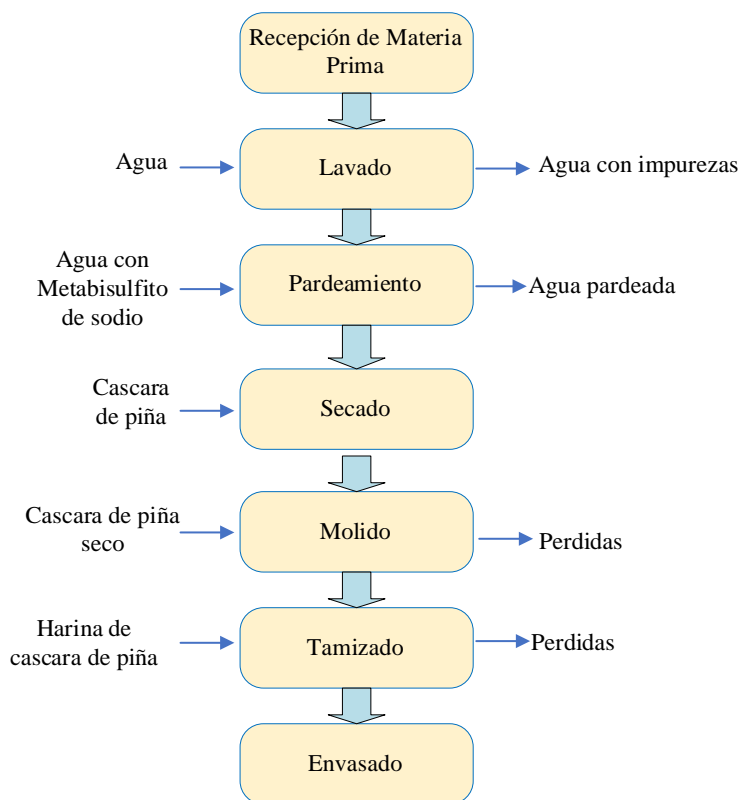 Recepción de Materia
Prima
Agua
Lavado
Agua con impurezas
Agua con
Metabisulfito
de sodio
Pardeamiento
Agua pardeada
Cascara
de piña
Secado
Cascara de piña
seco
Molido
Perdidas
Harina de
cascara de piña
Tamizado
Perdidas
Envasado